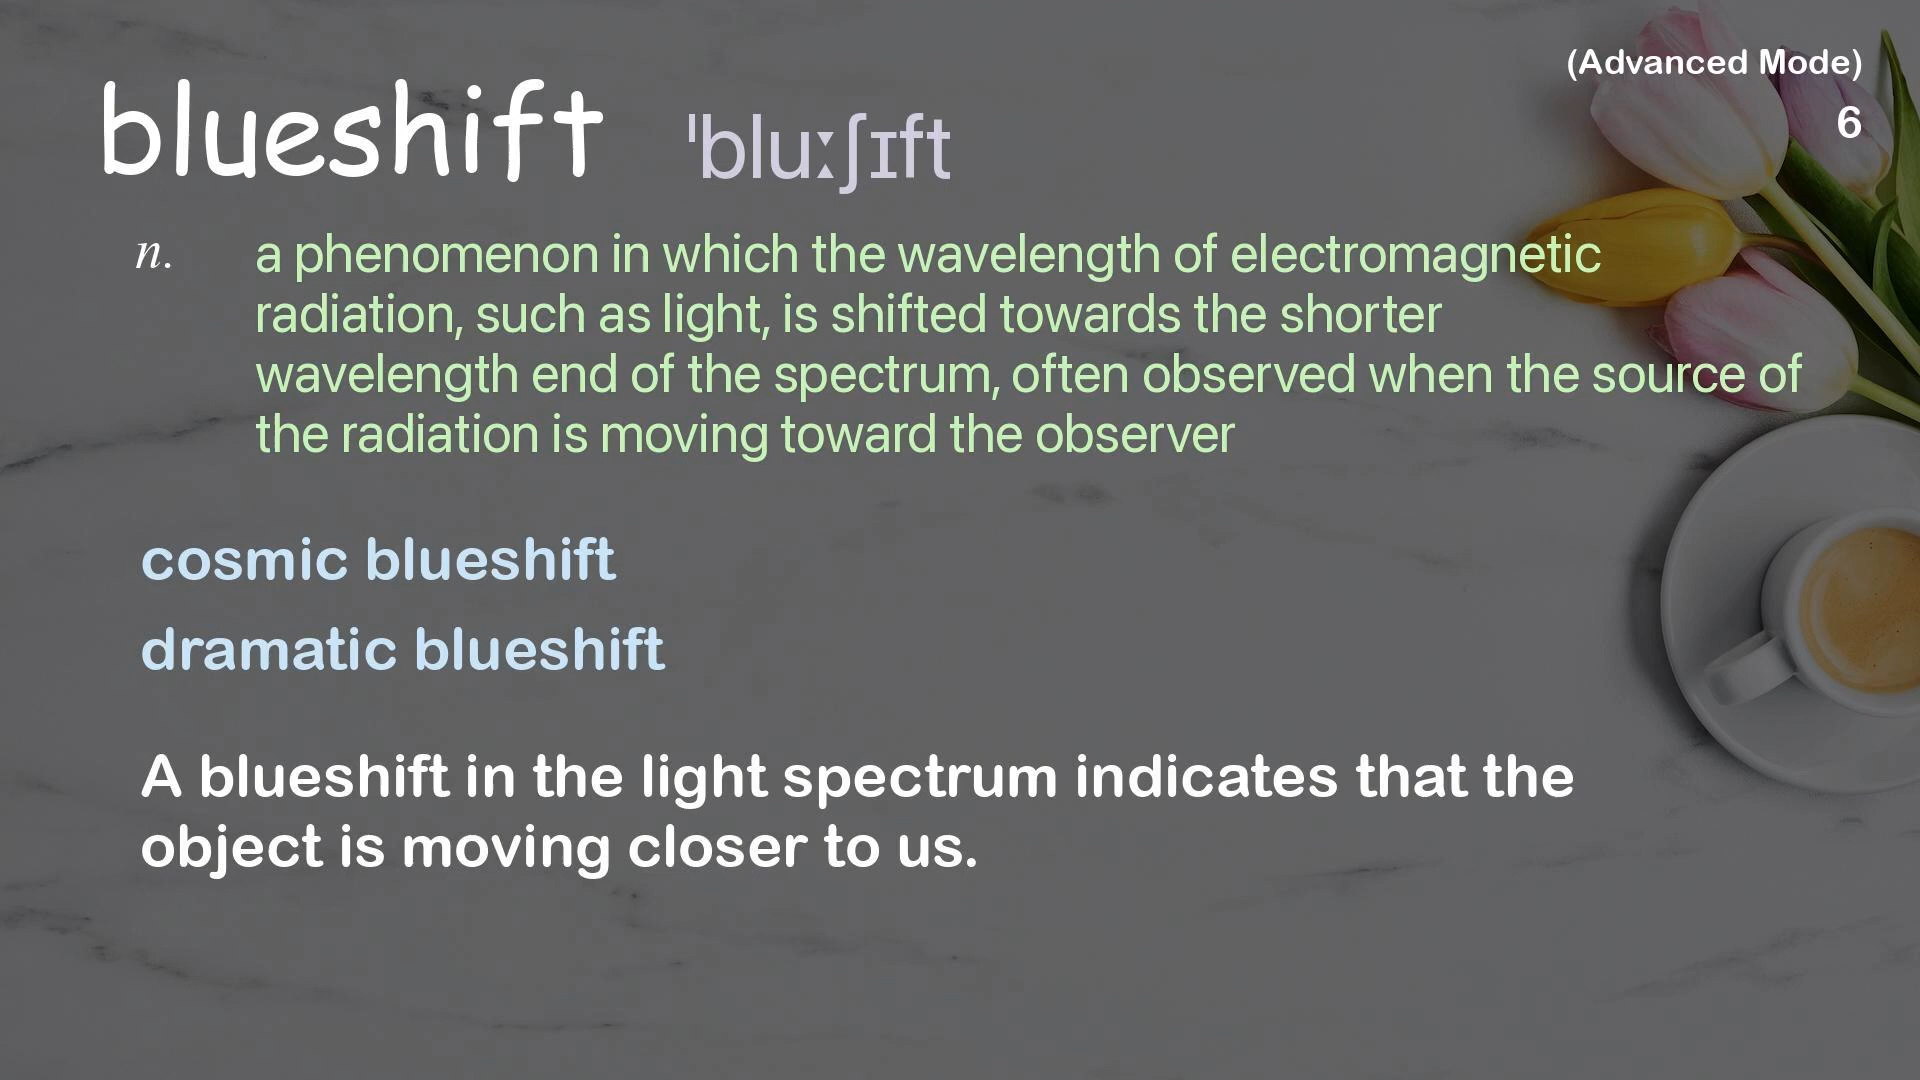 (Advanced Mode)
blueshift ˈbluːʃɪft
6
n. a phenomenon in which the wavelength of electromagnetic
radiation, such as light, is shifted towards the shorter
wavelength end of the spectrum, often observed when the source of
the radiation is moving toward the observer
cosmic blueshift
dramatic blueshift
A blueshift in the light spectrum indicates that the
object is moving closer to us.